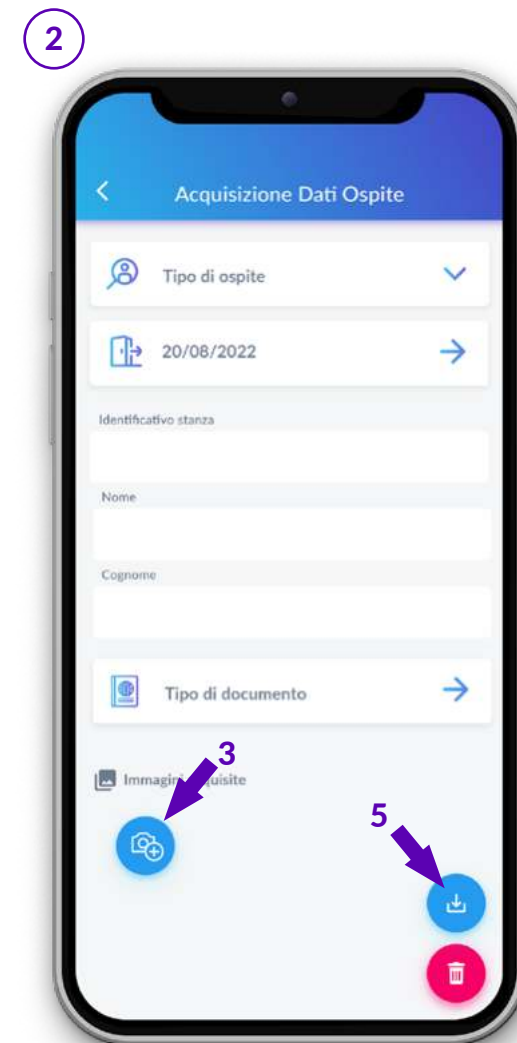 2
Acquisizione Dati Ospite
Tipo di ospite
20/08/2022
Identificativo stanza
Nome
Cognome
Tipo di documento
3
Immagini
5